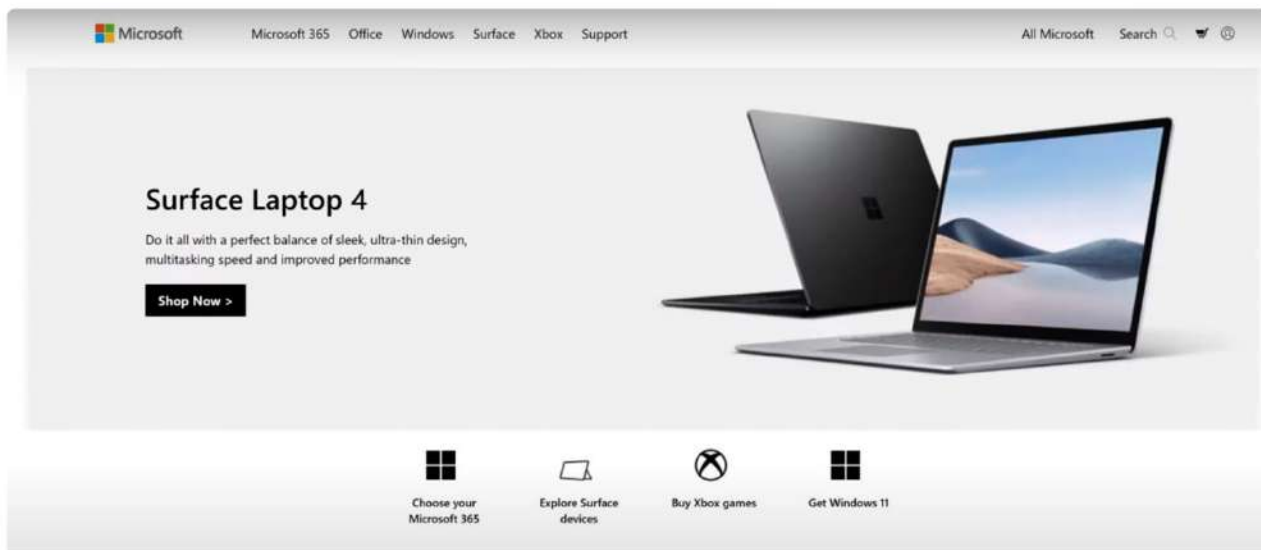 Microsoft Microsoft 365 Office Windows Surface Xbox Support All Microsoft Search
Surface Laptop 4
Do it all with a perfect balance of sleek, ultra-thin design,
multitasking speed and improved performance
Shop Now >
Choose your
Microsoft 365
Explore Surface
devices
Buy Xbox games
Get Windows 11